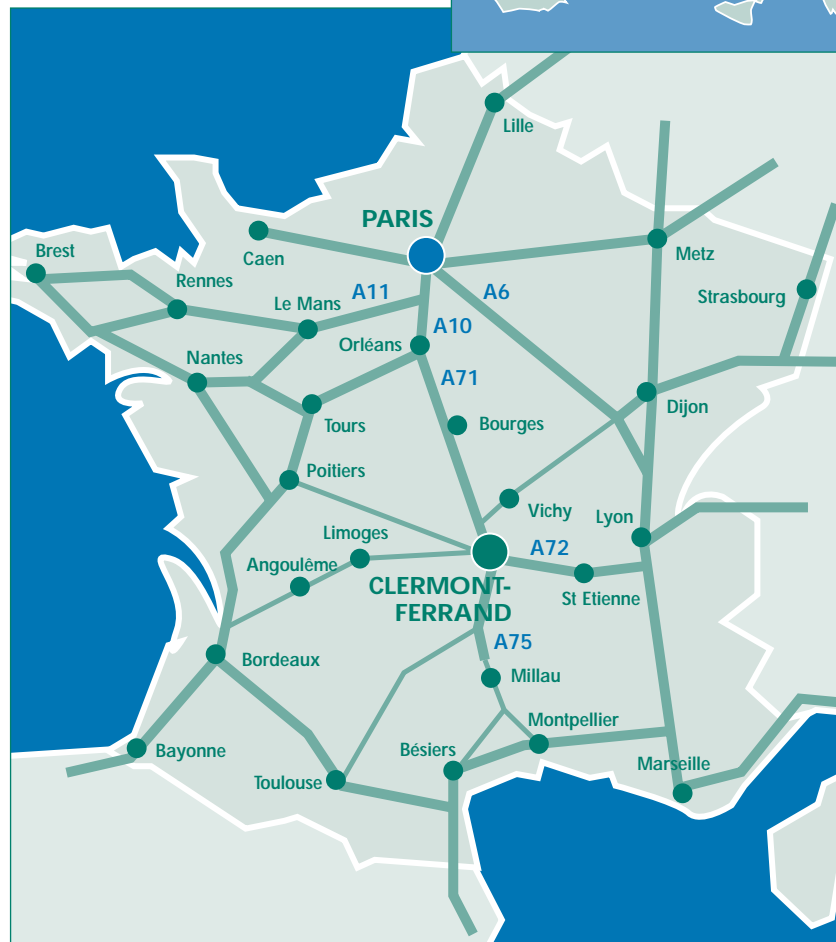 Lille
PARIS
Caen
Metz
Brest
Rennes
Strasbourg
A11
A6
Le Mans
A10
Orléans
Nantes
A71
Dijon
Tours
Bourges
Poitiers
Vichy
Lyon
Limoges
A72
Angoulême
CLERMONT-
FERRAND
St Etienne
A75
Bordeaux
Millau
Montpellier
Bayonne
Bésiers
Marseille
Toulouse